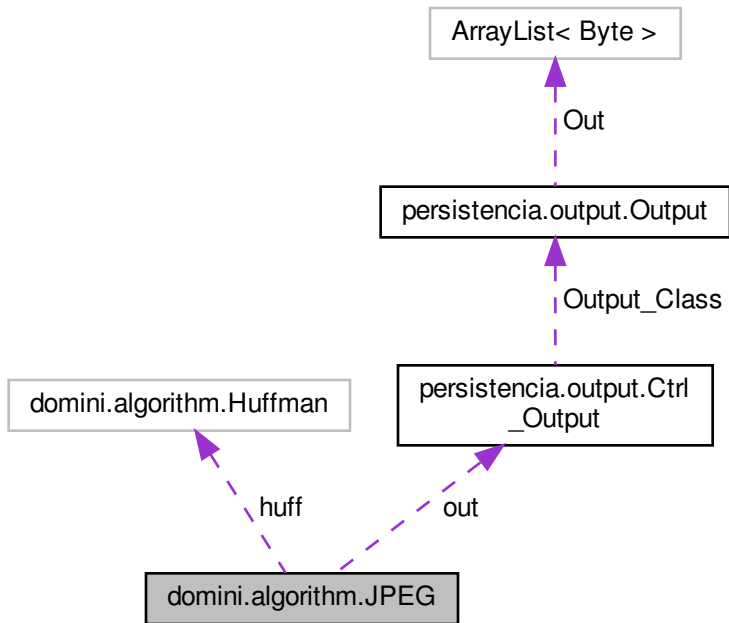 ArrayList< Byte >
Out
persistencia.output.Output
Output_Class
domini.algorithm.Huffman
persistencia.output.Ctrl
_Output
huff
out
domini.algorithm.JPEG